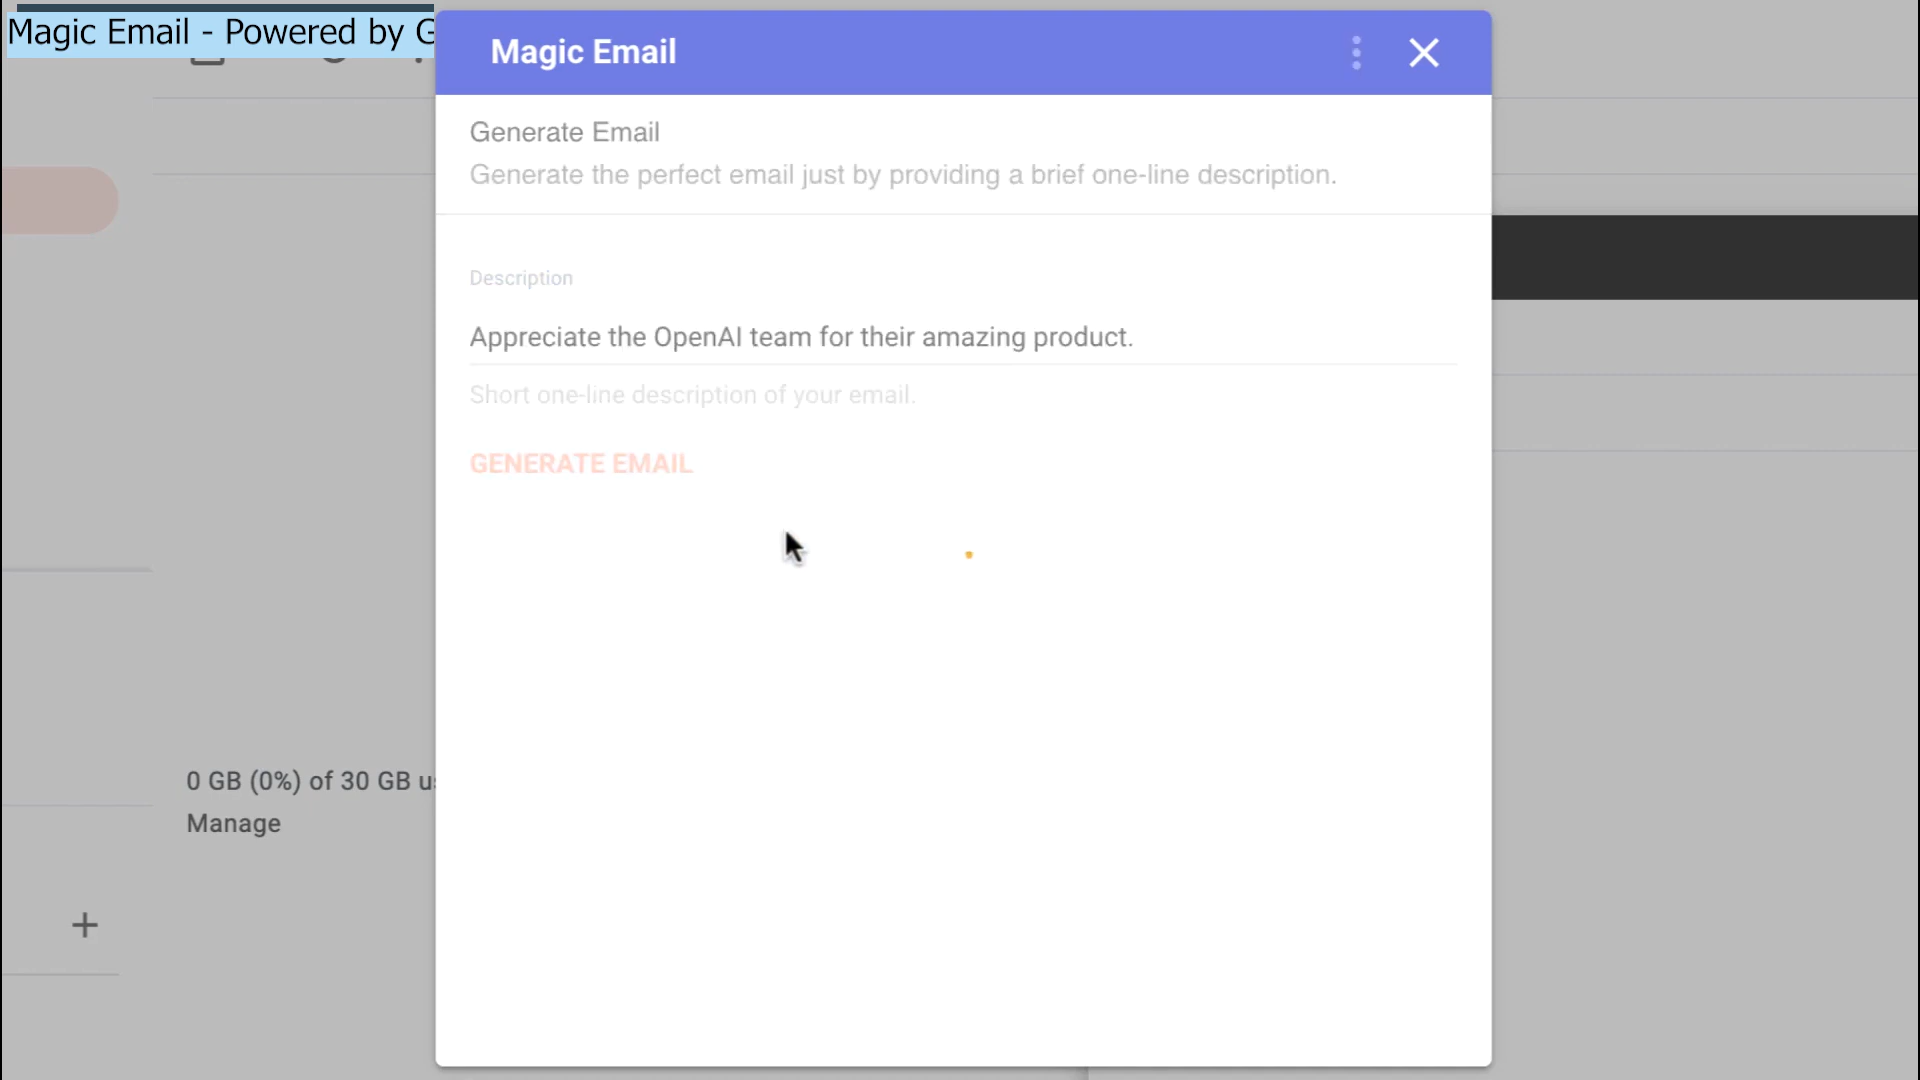 Magic Email - Powered by G
Magic Email
Generate Email
Generate the perfect email just by providing a brief one-line description.
Description
Appreciate the OpenAI team for their amazing product.
Short one-line description of your email.
GENERATE EMAIL
0 GB (0%) of 30 GB
Manage